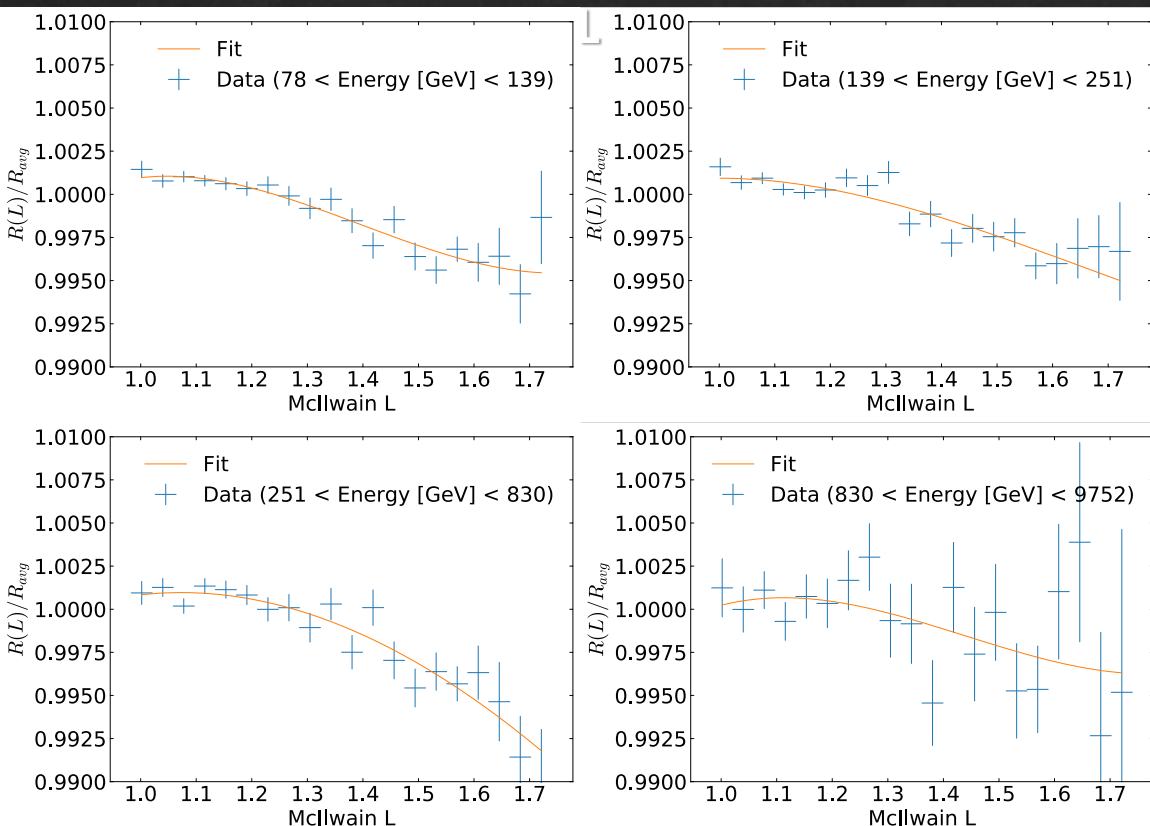 1.0100
1.0075
1.0050
1.0025
1.0000
0.9975
0.9950
0.9925
0.9900
R(L)/R_avg
Fit
Data (78 < Energy [GeV] < 139)
1.0 1.1 1.2 1.3 1.4 1.5 1.6 1.7
McIlwain L
L
1.0100
1.0075
1.0050
1.0025
1.0000
0.9975
0.9950
0.9925
0.9900
R(L)/R_avg
Fit
Data (139 < Energy [GeV] < 251)
1.0 1.1 1.2 1.3 1.4 1.5 1.6 1.7
McIlwain L
1.0100
1.0075
1.0050
1.0025
1.0000
0.9975
0.9950
0.9925
0.9900
R(L)/R_avg
Fit
Data (251 < Energy [GeV] < 830)
1.0 1.1 1.2 1.3 1.4 1.5 1.6 1.7
McIlwain L
1.0100
1.0075
1.0050
1.0025
1.0000
0.9975
0.9950
0.9925
0.9900
R(L)/R_avg
Fit
Data (830 < Energy [GeV] < 9752)
1.0 1.1 1.2 1.3 1.4 1.5 1.6 1.7
McIlwain L